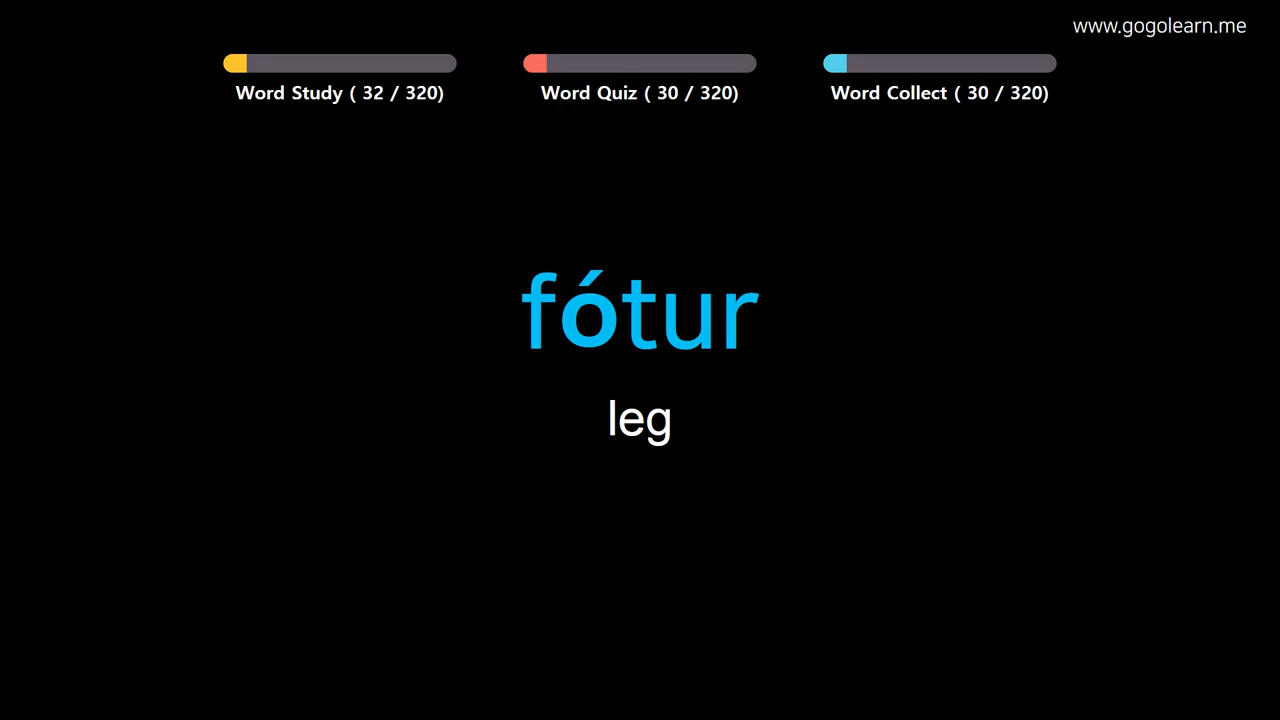 www.gogolearn.me
Word Study ( 32 / 320)
Word Quiz ( 30 / 320)
Word Collect ( 30 / 320)
fótur
leg